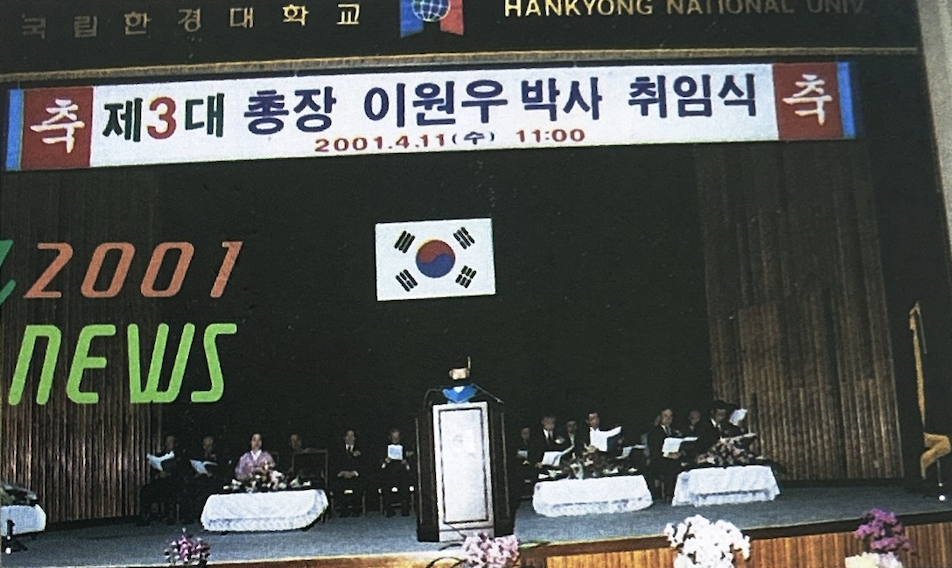 국립한경대학교 HANKYONG NATIONAL UNIV.
축 제3대 총장 이원우 박사 취임식 축
2001.4.11(수) 11:00
2001
NEWS